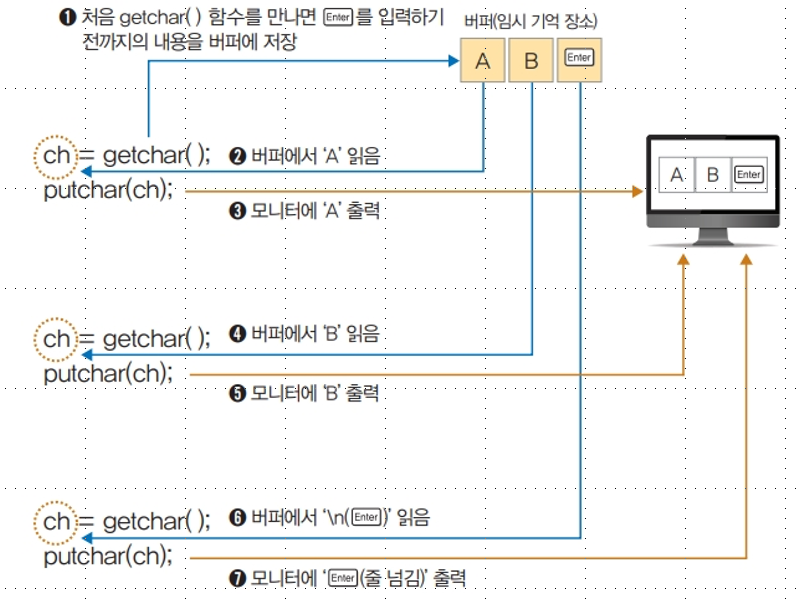 ❶ 처음 getchar( ) 함수를 만나면 Enter 를 입력하기
전까지의 내용을 버퍼에 저장
버퍼(임시 기억 장소)
A B Enter
ch = getchar( ); ❷ 버퍼에서 ‘A’ 읽음
putchar(ch);
❸ 모니터에 ‘A’ 출력
A B Enter
ch = getchar( ); ❹ 버퍼에서 ‘B’ 읽음
putchar(ch);
❺ 모니터에 ‘B’ 출력
ch = getchar( ); ❻ 버퍼에서 ‘\n(Enter)’ 읽음
putchar(ch);
❼ 모니터에 ‘Enter(줄 넘김)’ 출력